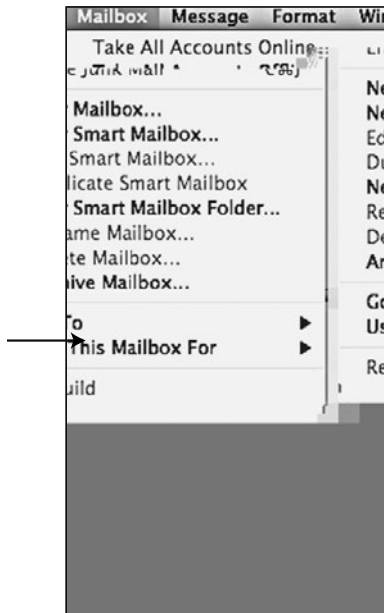 Mailbox Message Format Wi
Take All Accounts Online
Mailbox...
Smart Mailbox...
Smart Mailbox...
licate Smart Mailbox
Smart Mailbox Folder...
ame Mailbox...
te Mailbox...
ive Mailbox...
To
This Mailbox For
uild
Ne
Ne
Ed
Du
Ne
Re
De
Ar
Go
Us
Re